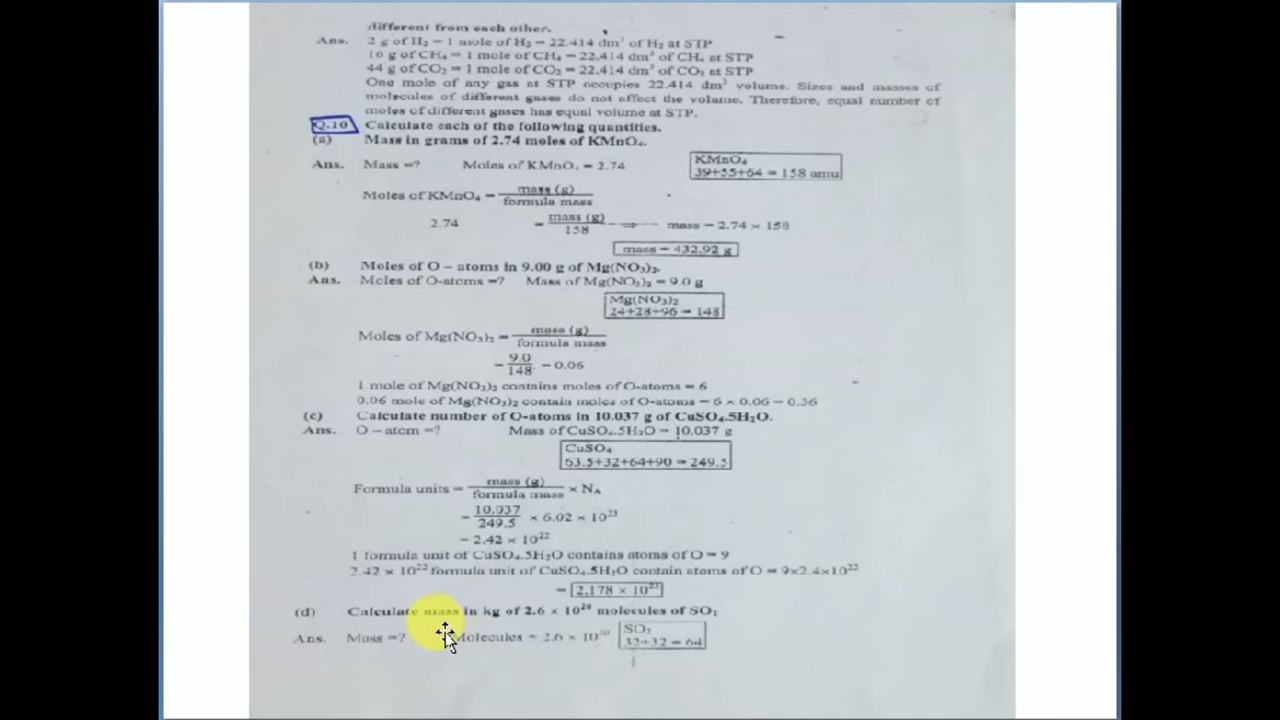 different from each other.
Ans. 2 g of H₂ = 1 mole of H₂ = 22.414 dm³ of H₂ at STP
16 g of CH₄ = 1 mole of CH₄ = 22.414 dm³ of CH₄ at STP
44 g of CO₂ = 1 mole of CO₂ = 22.414 dm³ of CO₂ at STP
One mole of any gas at STP occupies 22.414 dm³ volume. Sizes and masses of
molecules of different gases do not affect the volume. Therefore, equal number of
moles of different gases has equal volume at STP.
Q.10 Calculate each of the following quantities.
(a) Mass in grams of 2.74 moles of KMnO₄.
Ans. Mass =? Moles of KMnO₄ = 2.74
KMnO₄
39+55+64 = 158 amu
Moles of KMnO₄ = mass (g) / formula mass
2.74 = mass (g) / 158 ⟹ mass = 2.74 × 158
mass = 432.92 g
(b) Moles of O – atoms in 9.00 g of Mg(NO₃)₂.
Ans. Moles of O-atoms =? Mass of Mg(NO₃)₂ = 9.0 g
Mg(NO₃)₂
24+28+96 = 148
Moles of Mg(NO₃)₂ = mass (g) / formula mass
= 9.0 / 148 = 0.06
1 mole of Mg(NO₃)₂ contains moles of O-atoms = 6
0.06 mole of Mg(NO₃)₂ contain moles of O-atoms = 6 × 0.06 = 0.36
(c) Calculate number of O-atoms in 10.037 g of CuSO₄.5H₂O.
Ans. O – atom =? Mass of CuSO₄.5H₂O = 10.037 g
CuSO₄
63.5+32+64+90 = 249.5
Formula units = mass (g) / formula mass × N_A
= 10.037 / 249.5 × 6.02 × 10²³
= 2.42 × 10²²
1 formula unit of CuSO₄.5H₂O contains atoms of O = 9
2.42 × 10²² formula unit of CuSO₄.5H₂O contain atoms of O = 9×2.4×10²²
= 2.178 × 10²³
(d) Calculate mass in kg of 2.6 × 10²⁰ molecules of SO₂
Ans. Mass =? Molecules = 2.6 × 10²⁰
SO₂
32+32 = 64